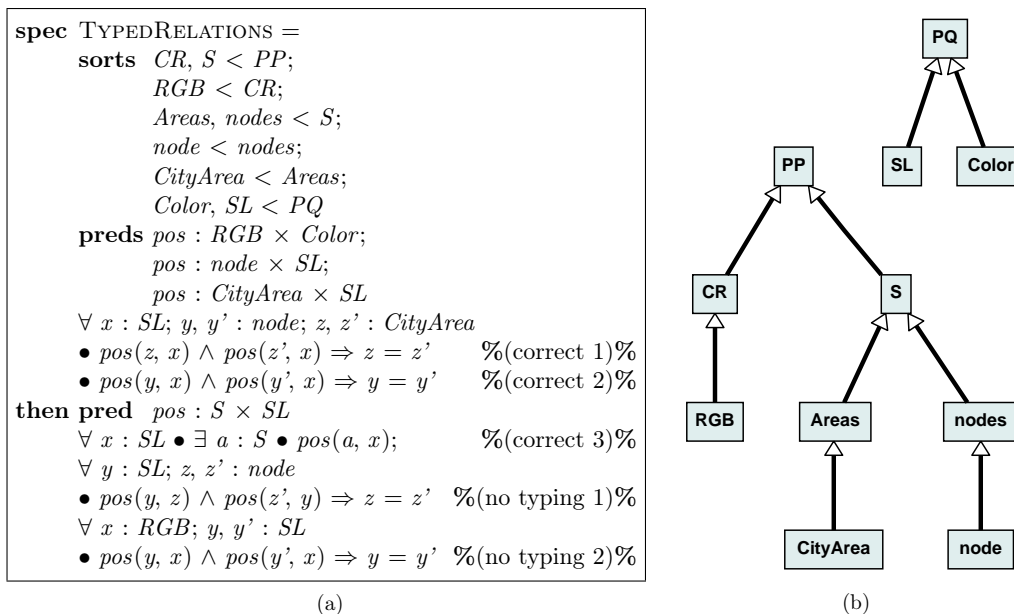 spec TYPEDRELATIONS =
sorts CR, S < PP;
RGB < CR;
Areas, nodes < S;
node < nodes;
CityArea < Areas;
Color, SL < PQ
preds pos : RGB × Color;
pos : node × SL;
pos : CityArea × SL
∀ x : SL; y, y' : node; z, z' : CityArea
• pos(z, x) ∧ pos(z', x) ⇒ z = z' %(correct 1)%
• pos(y, x) ∧ pos(y', x) ⇒ y = y' %(correct 2)%
then pred pos : S × SL
∀ x : SL • ∃ a : S • pos(a, x); %(correct 3)%
∀ y : SL; z, z' : node
• pos(y, z) ∧ pos(z', y) ⇒ z = z' %(no typing 1)%
∀ x : RGB; y, y' : SL
• pos(y, x) ∧ pos(y', x) ⇒ y = y' %(no typing 2)%
(a)
PQ
SL Color
PP
CR S
RGB Areas nodes
CityArea node
(b)